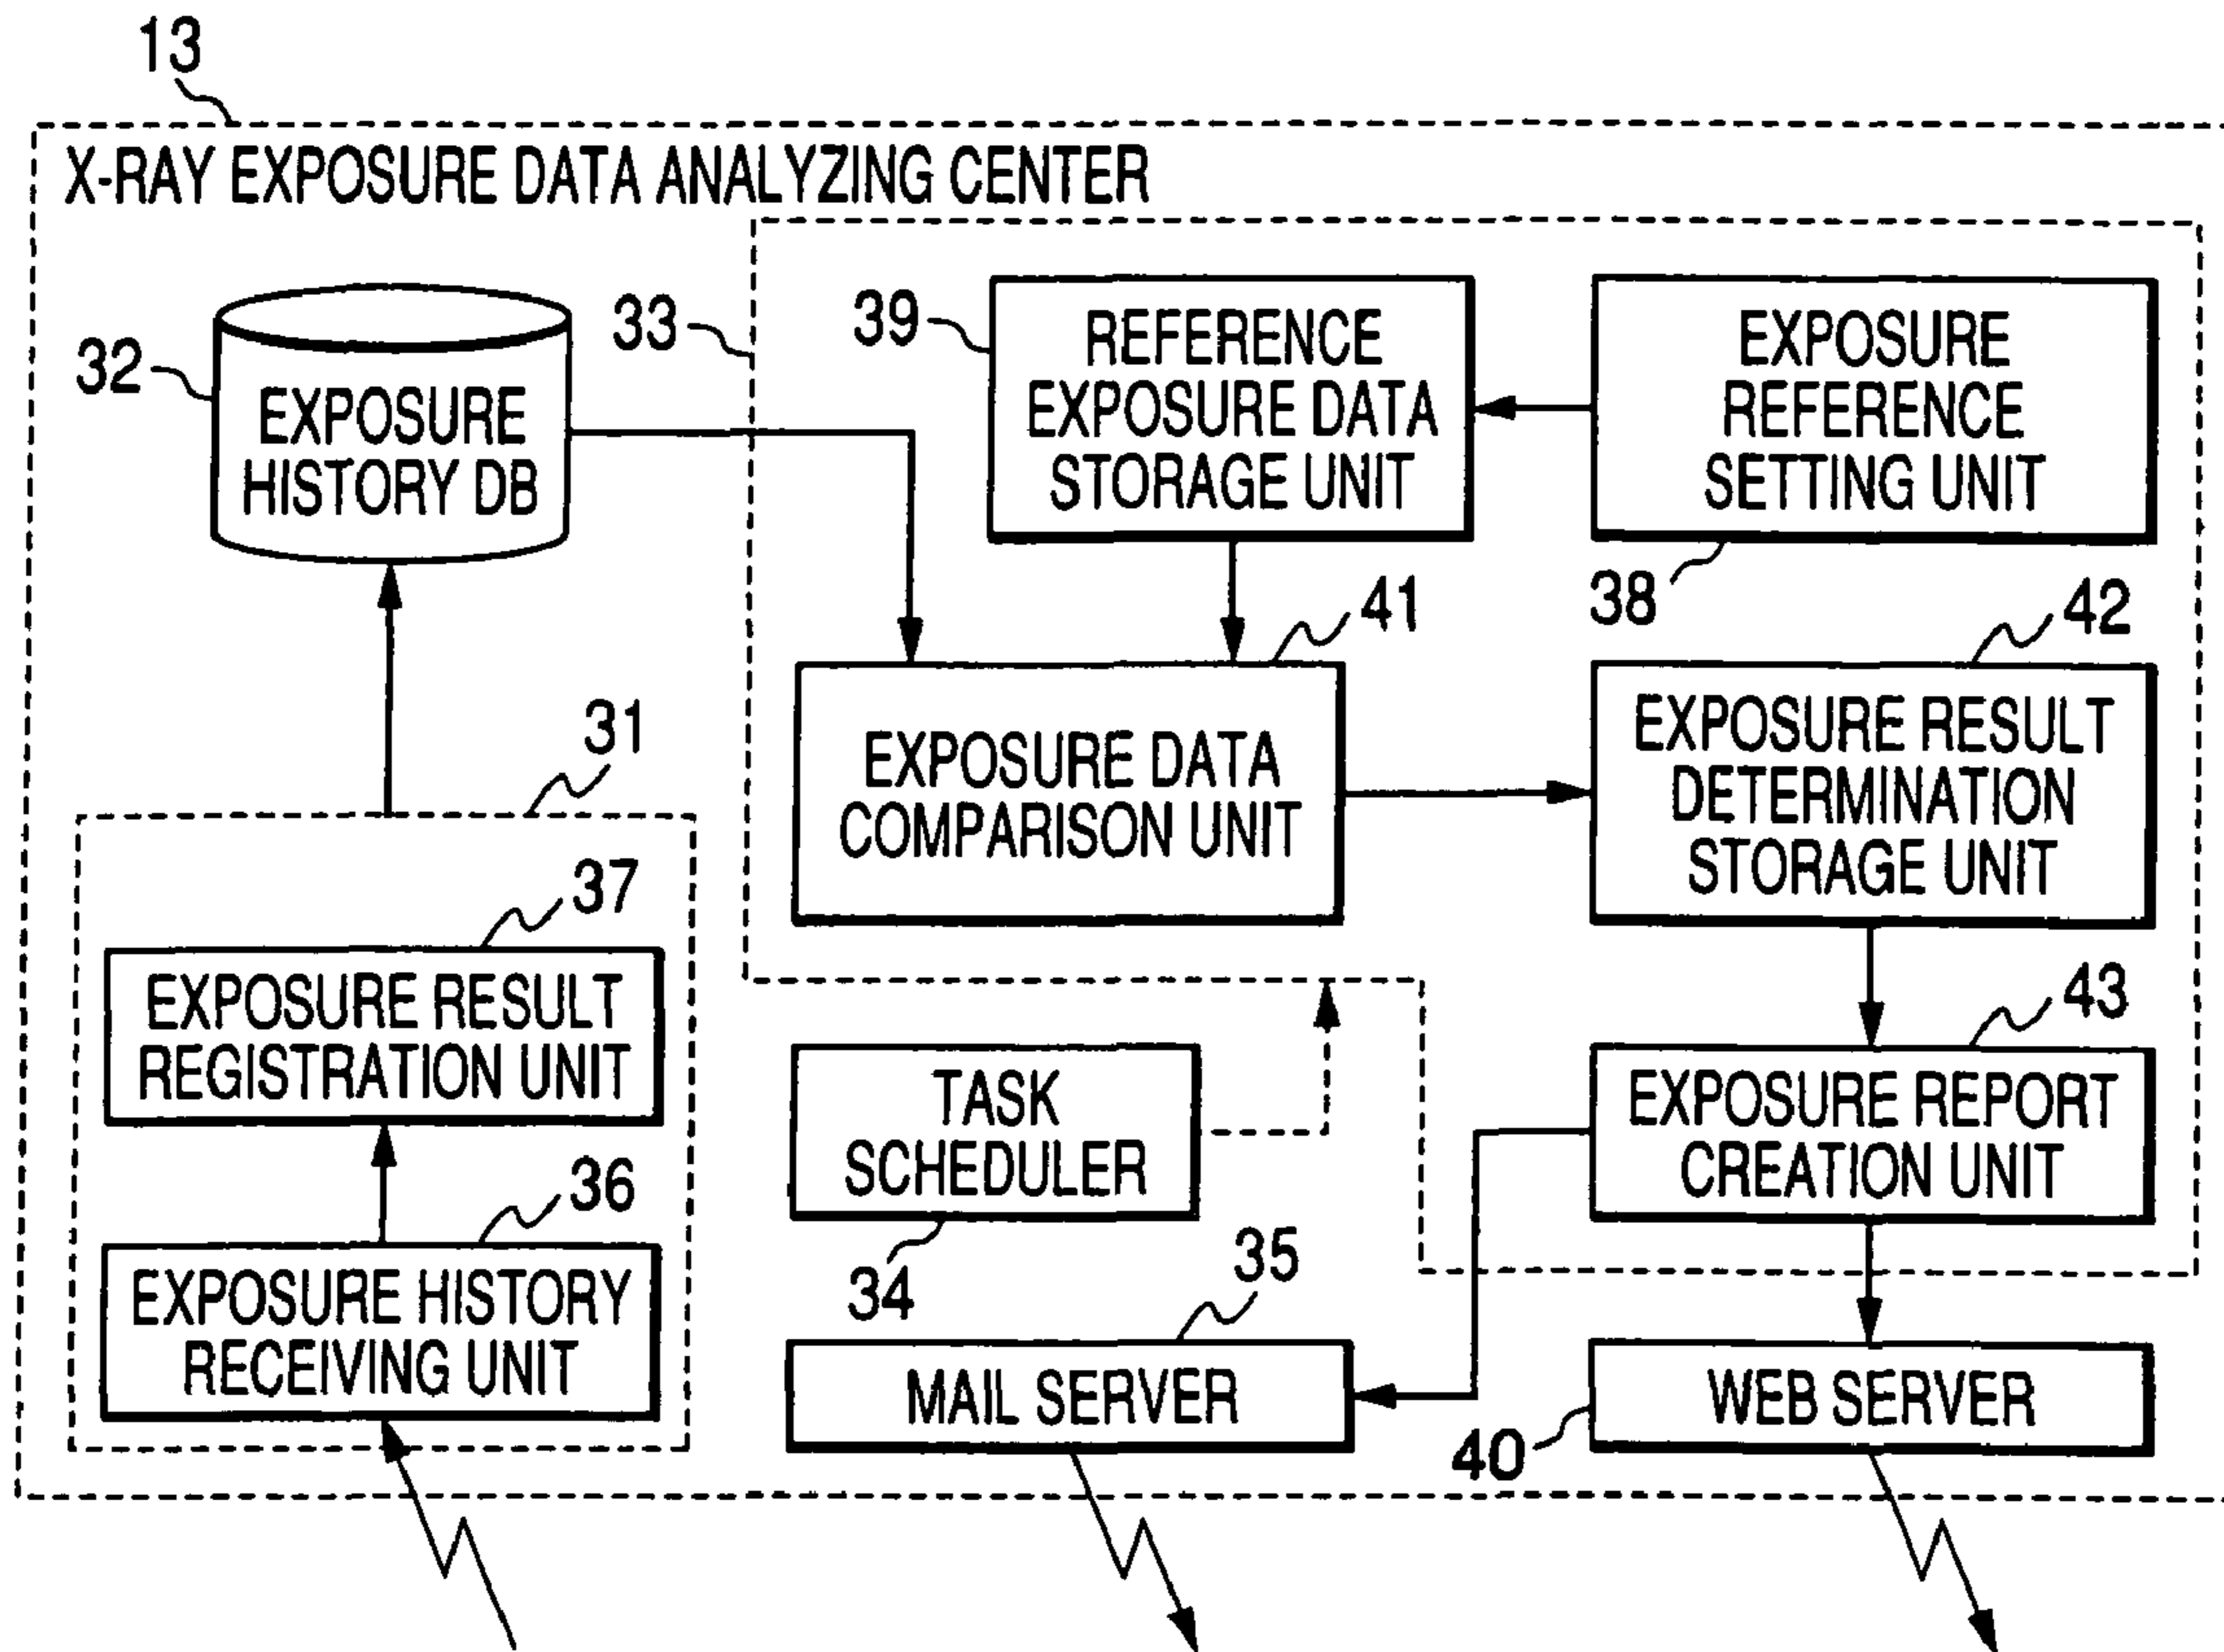 13
X-RAY EXPOSURE DATA ANALYZING CENTER
32
EXPOSURE
HISTORY DB
33
39
REFERENCE
EXPOSURE DATA
STORAGE UNIT
EXPOSURE
REFERENCE
SETTING UNIT
38
41
EXPOSURE DATA
COMPARISON UNIT
42
EXPOSURE RESULT
DETERMINATION
STORAGE UNIT
31
37
EXPOSURE RESULT
REGISTRATION UNIT
36
EXPOSURE HISTORY
RECEIVING UNIT
TASK
SCHEDULER
34
43
EXPOSURE REPORT
CREATION UNIT
35
MAIL SERVER
40
WEB SERVER